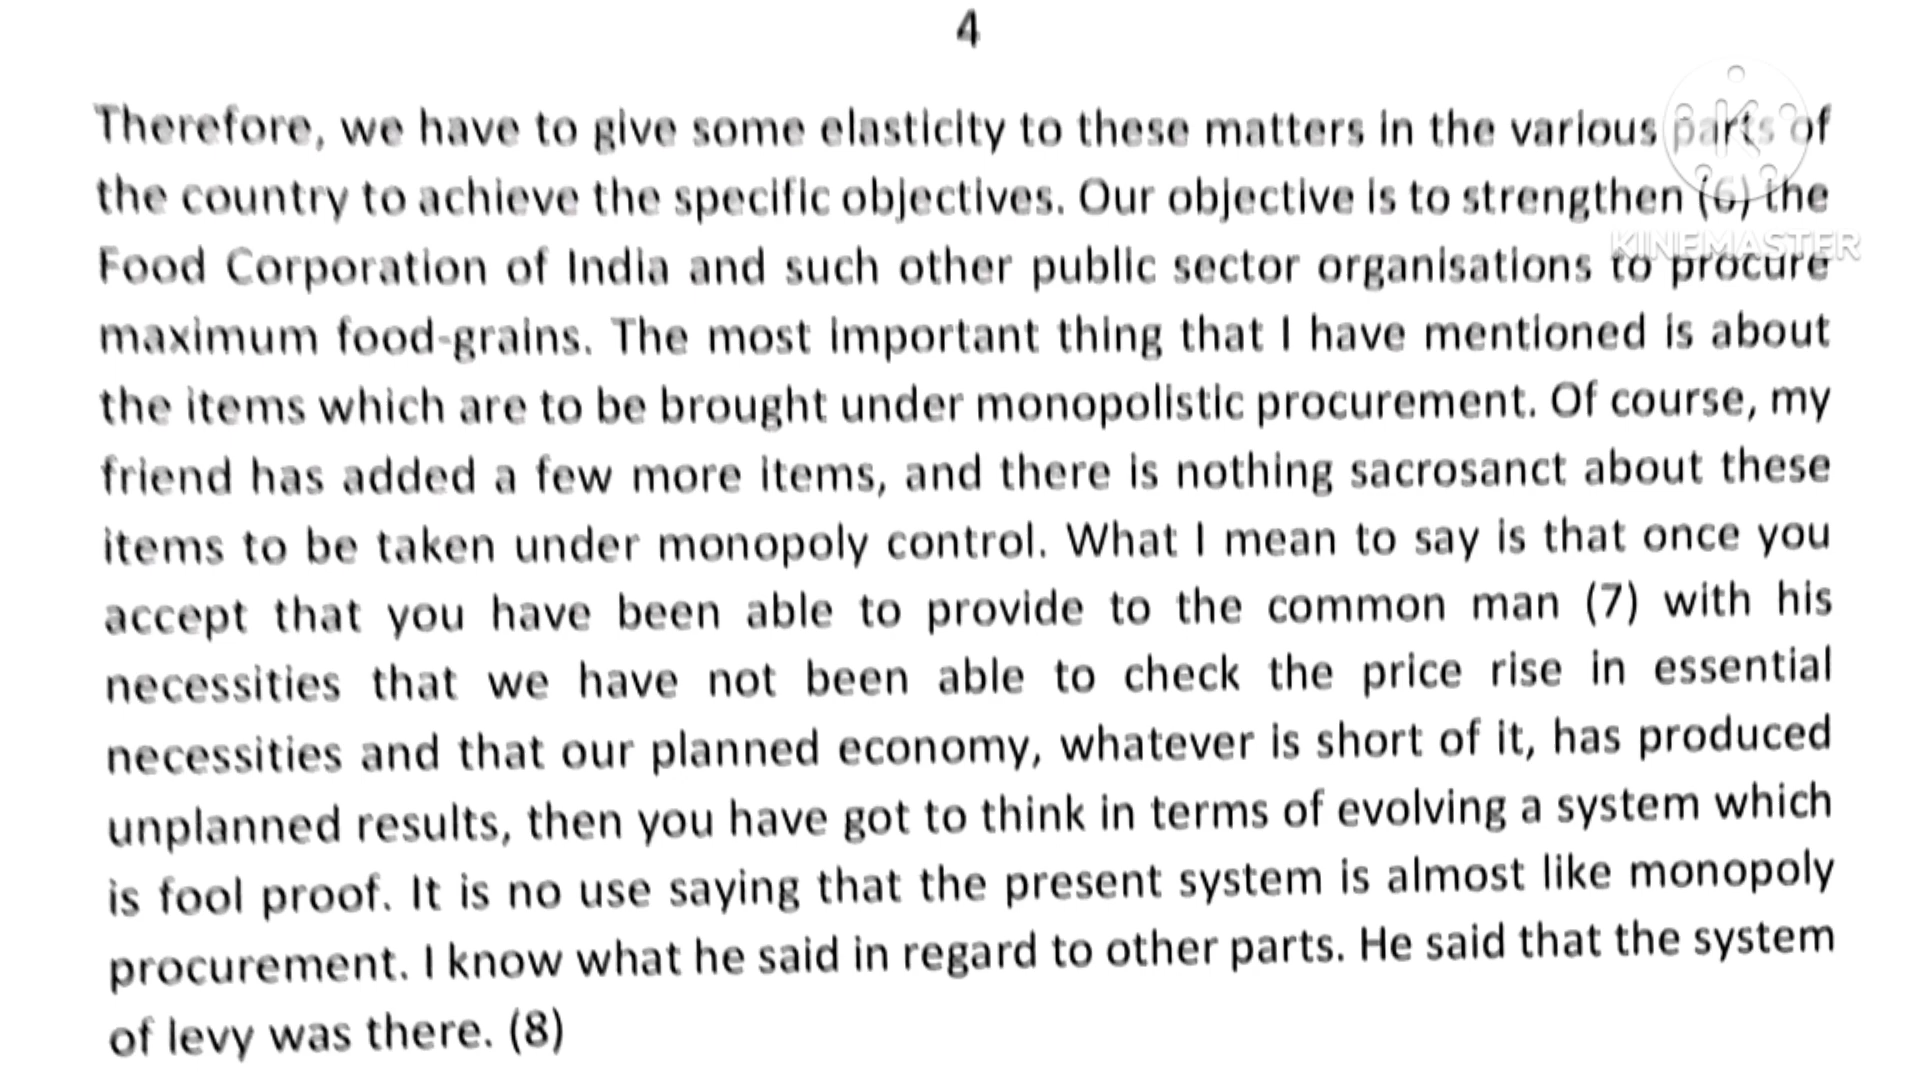 4
Therefore, we have to give some elasticity to these matters in the various parts of
the country to achieve the specific objectives. Our objective is to strengthen (6) the
Food Corporation of India and such other public sector organisations to procure
KINEMASTER
maximum food-grains. The most important thing that I have mentioned is about
the items which are to be brought under monopolistic procurement. Of course, my
friend has added a few more items, and there is nothing sacrosanct about these
items to be taken under monopoly control. What I mean to say is that once you
accept that you have been able to provide to the common man (7) with his
necessities that we have not been able to check the price rise in essential
necessities and that our planned economy, whatever is short of it, has produced
unplanned results, then you have got to think in terms of evolving a system which
is fool proof. It is no use saying that the present system is almost like monopoly
procurement. I know what he said in regard to other parts. He said that the system
of levy was there. (8)